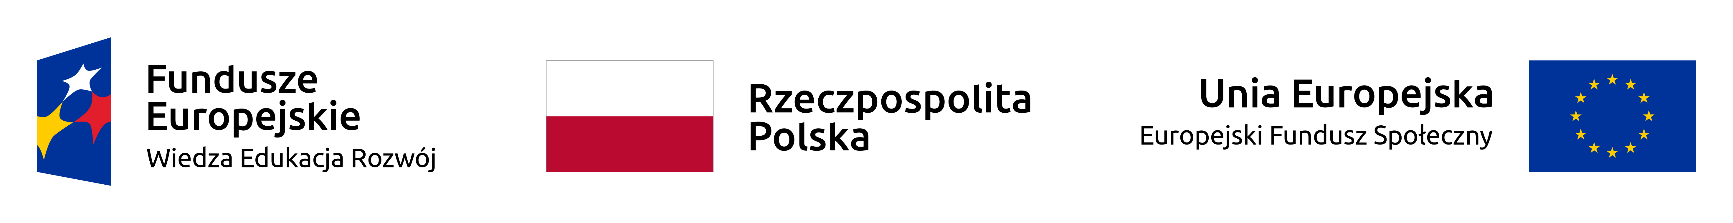 Fundusze
Europejskie
Wiedza Edukacja Rozwój
Rzeczpospolita
Polska
Unia Europejska
Europejski Fundusz Społeczny